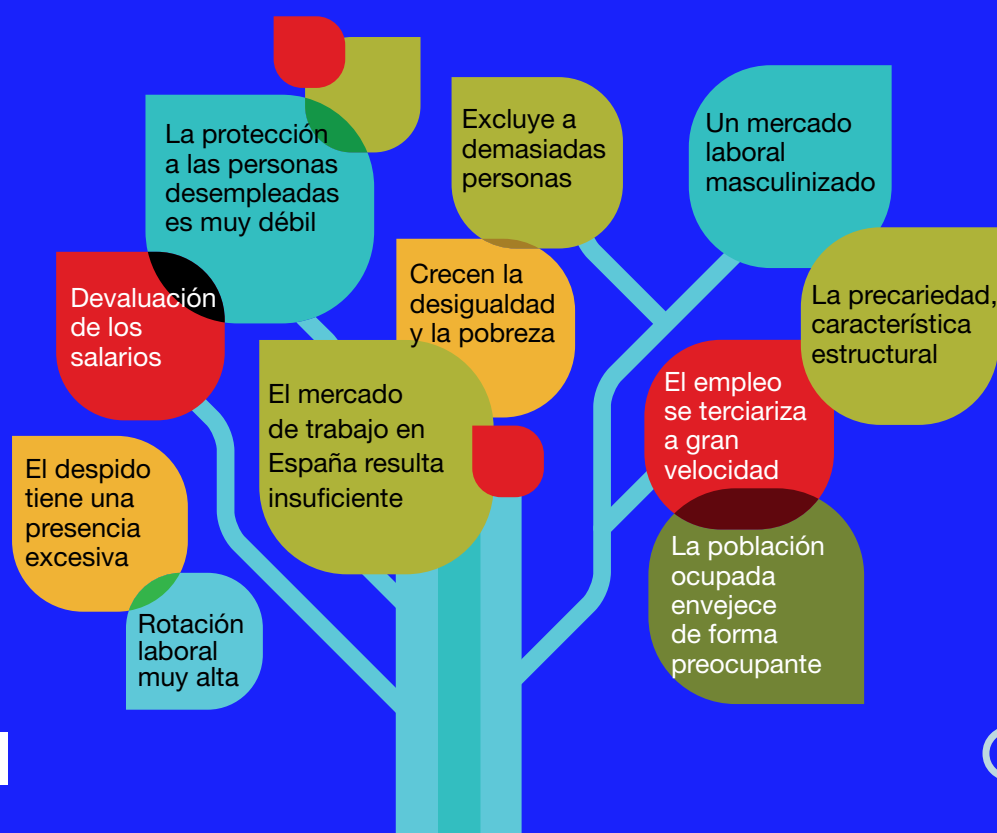 La protección
a las personas
desempleadas
es muy débil
Excluye a
demasiadas
personas
Un mercado
laboral
masculinizado
Devaluación
de los
salarios
Crecen la
desigualdad
y la pobreza
La precariedad,
característica
estructural
El mercado
de trabajo en
España resulta
insuficiente
El empleo
se terciariza
a gran
velocidad
El despido
tiene una
presencia
excesiva
La población
ocupada
envejece
de forma
preocupante
Rotación
laboral
muy alta